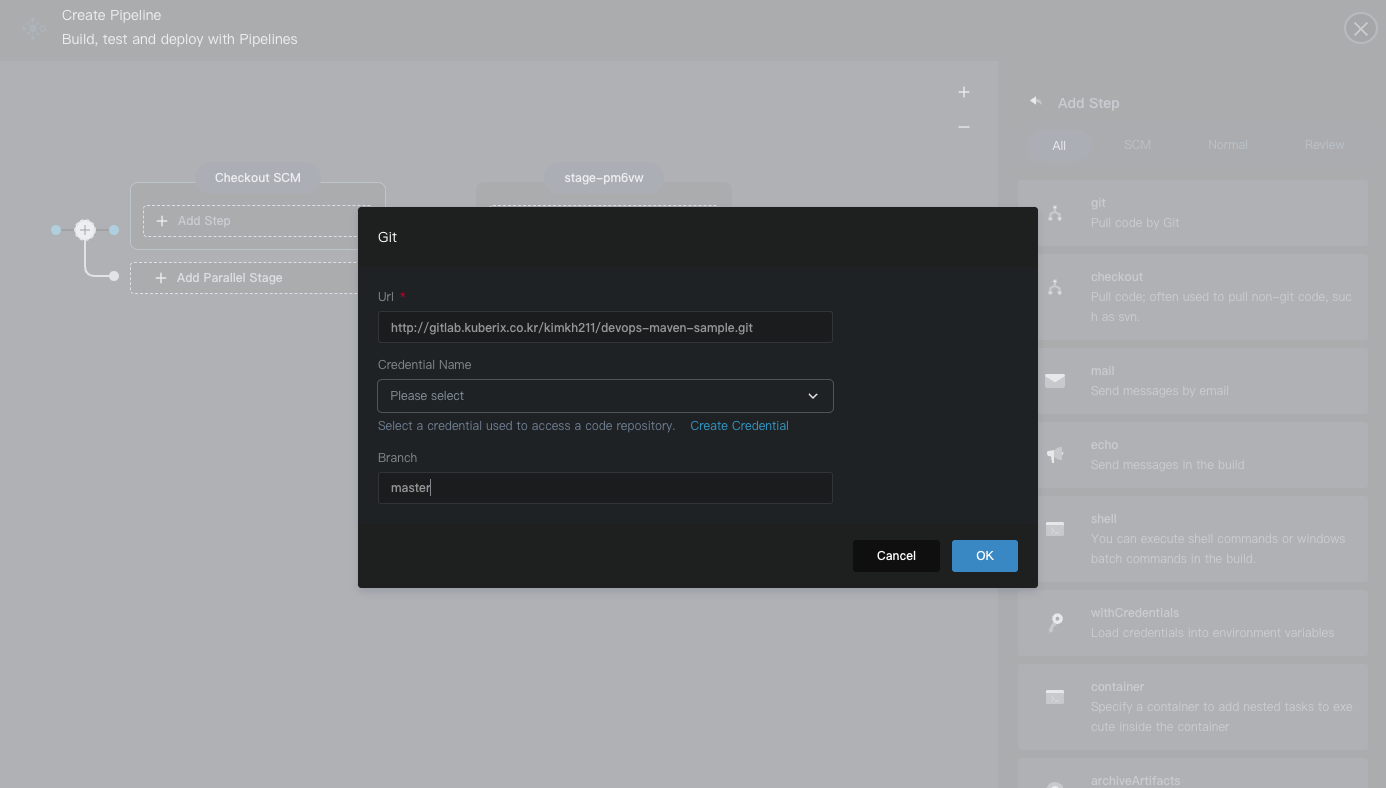 Create Pipeline
Build, test and deploy with Pipelines
Checkout SCM
Add Step
Add Parallel Stage
stage-pm6vw
Git
Url *
http://gitlab.kuberix.co.kr/kimkh211/devops-maven-sample.git
Credential Name
Please select
Select a credential used to access a code repository. Create Credential
Branch
master
Cancel OK
Add Step
All SCM Normal Review
git
Pull code by Git
checkout
Pull code; often used to pull non-git code, suc
h as svn.
mail
Send messages by email
echo
Send messages in the build
shell
You can execute shell commands or windows
batch commands in the build.
withCredentials
Load credentials into environment variables
container
Specify a container to add nested tasks to exe
cute inside the container
archiveArtifacts